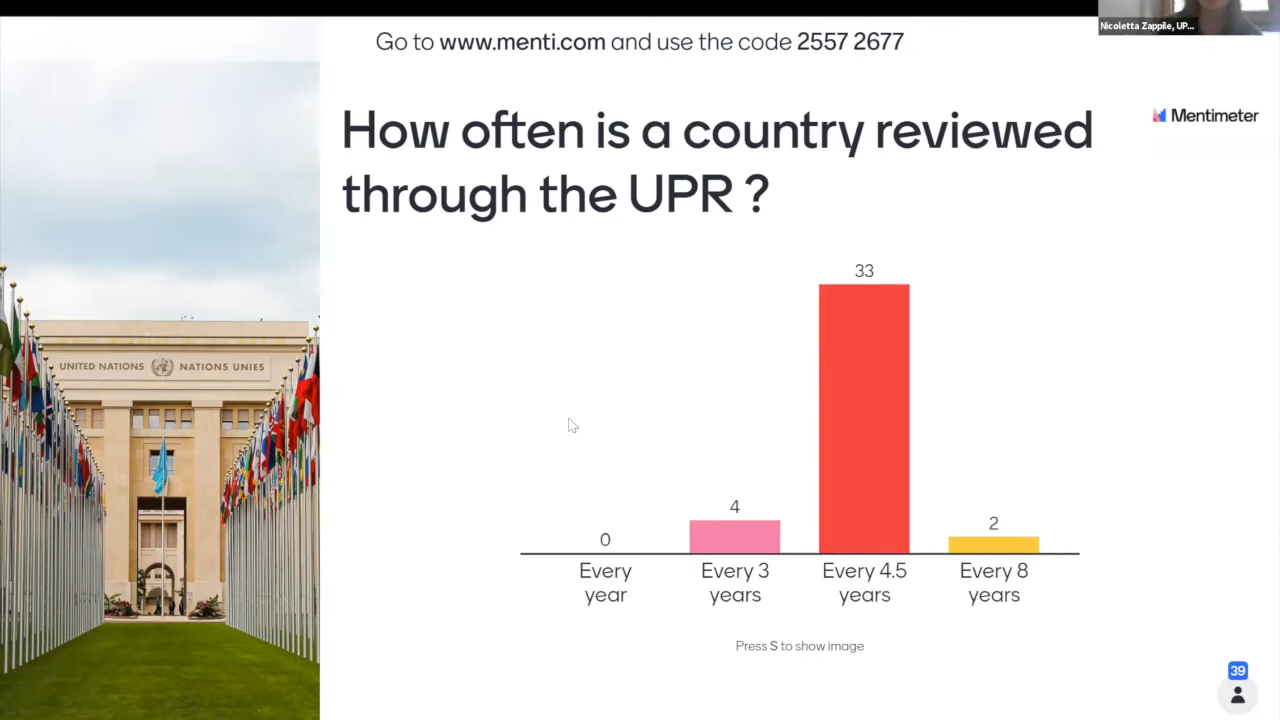 Nicoletta Zappile, UP...
Go to www.menti.com and use the code 2557 2677
Mentimeter
How often is a country reviewed
through the UPR ?
UNITED NATIONS NATIONS UNIES
33
4
2
0
Every year
Every 3 years
Every 4.5 years
Every 8 years
Press S to show image
39